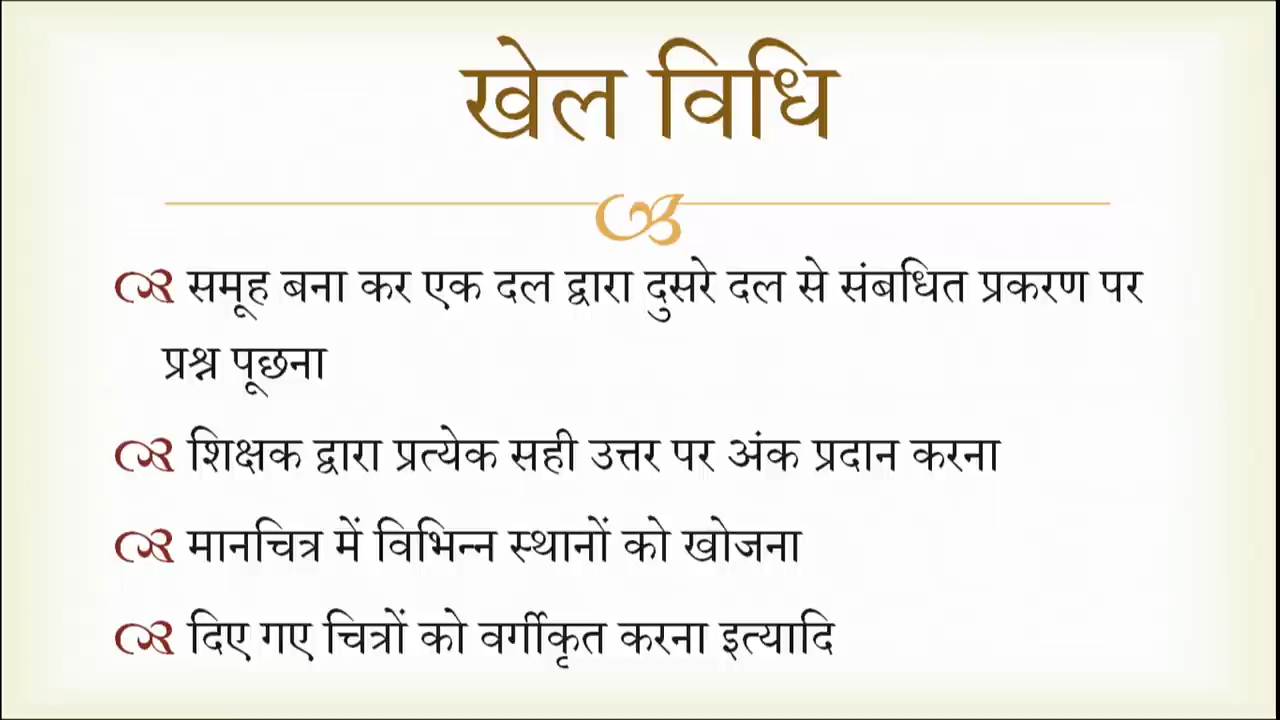 खेल विधि
समूह बना कर एक दल द्वारा दुसरे दल से संबधित प्रकरण पर
प्रश्न पूछना
शिक्षक द्वारा प्रत्येक सही उत्तर पर अंक प्रदान करना
मानचित्र में विभिन्न स्थानों को खोजना
दिए गए चित्रों को वर्गीकृत करना इत्यादि